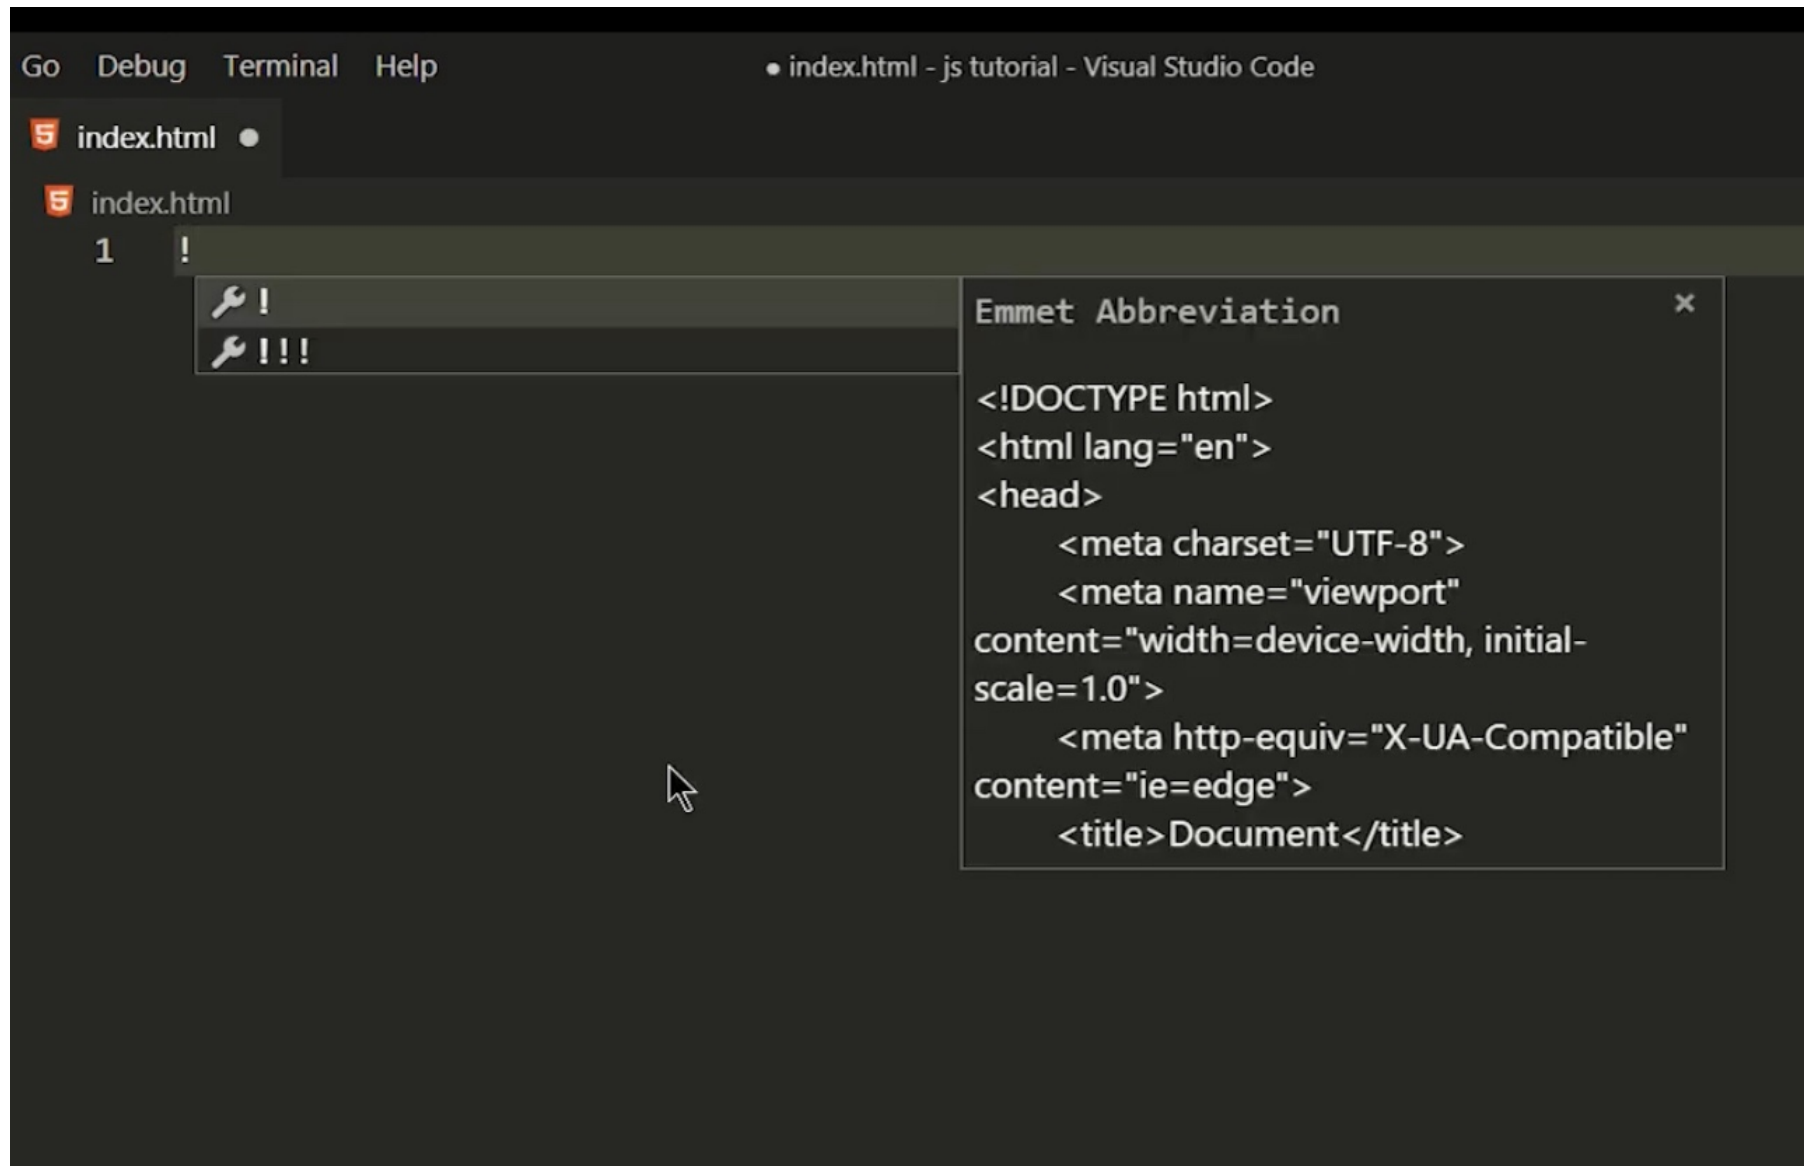 Go Debug Terminal Help ● index.html - js tutorial - Visual Studio Code
index.html ●
index.html
1 !
!
!!!
Emmet Abbreviation ×
<!DOCTYPE html>
<html lang="en">
<head>
<meta charset="UTF-8">
<meta name="viewport"
content="width=device-width, initial-
scale=1.0">
<meta http-equiv="X-UA-Compatible"
content="ie=edge">
<title>Document</title>